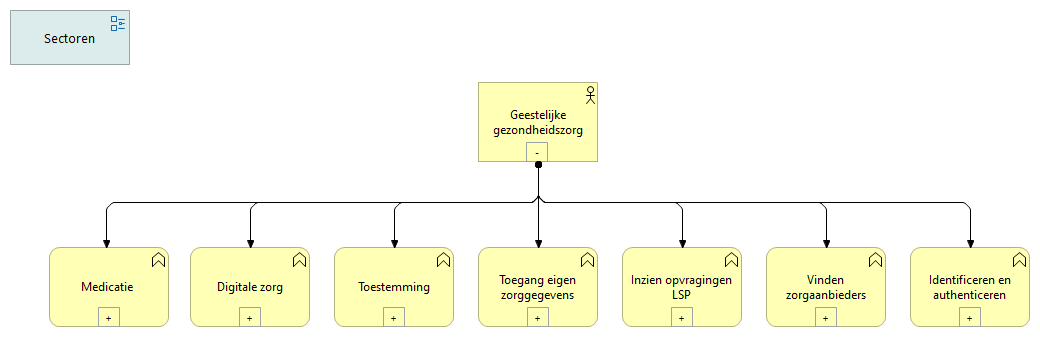 Sectoren
Geestelijke
gezondheidszorg
-
Medicatie
Digitale zorg
Toestemming
Toegang eigen
zorggegevens
Inzien opvragingen
LSP
Vinden
zorgaanbieders
Identificeren en
authenticeren
+
+
+
+
+
+
+